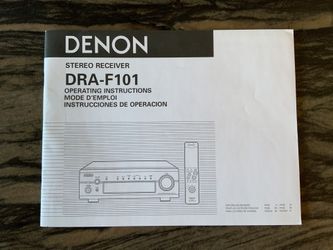 DENON
STEREO RECEIVER
DRA-F101
OPERATING INSTRUCTIONS
MODE D'EMPLOI
INSTRUCCIONES DE OPERACION